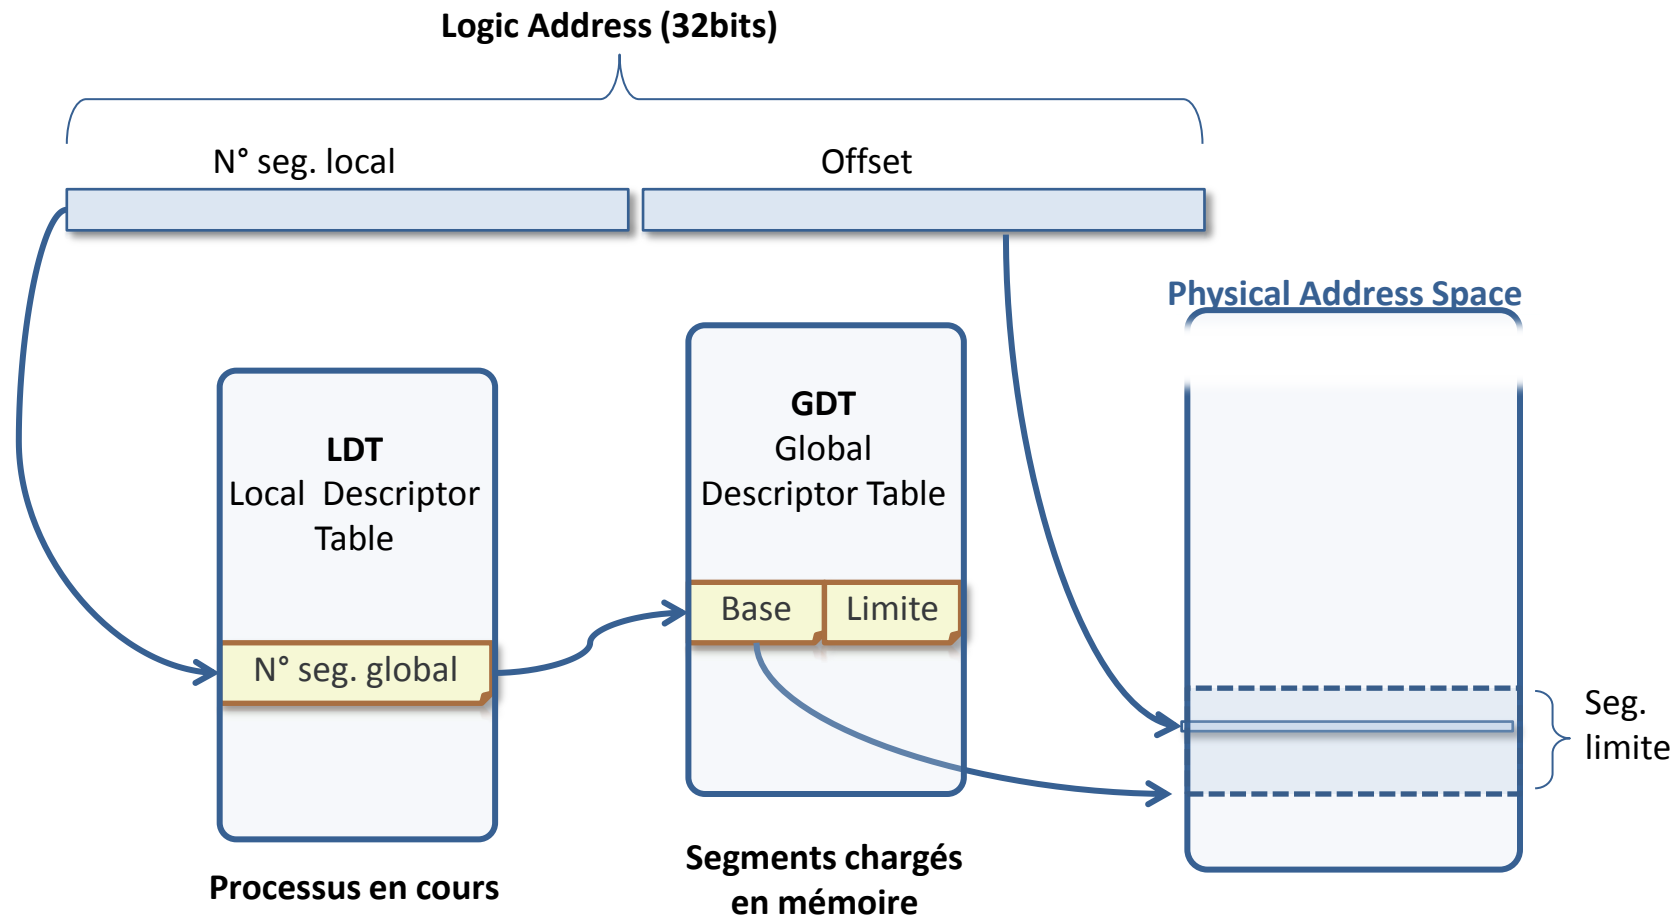 Logic Address (32bits)
N° seg. local
Offset
Physical Address Space
LDT
Local Descriptor
Table
N° seg. global
Processus en cours
GDT
Global
Descriptor Table
Base
Limite
Segments chargés
en mémoire
Seg.
limite